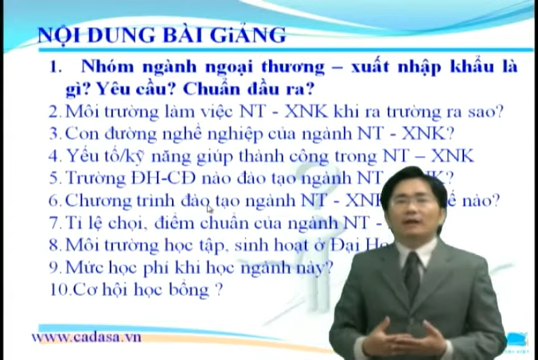 NỘI DUNG BÀI GiẢNG
1. Nhóm ngành ngoại thương – xuất nhập khẩu là
gì? Yêu cầu? Chuẩn đầu ra?
2. Môi trường làm việc NT - XNK khi ra trường ra sao?
3. Con đường nghề nghiệp của ngành NT - XNK?
4. Yếu tố/kỹ năng giúp thành công trong NT – XNK
5. Trường ĐH-CĐ nào đào tạo ngành NT K?
6. Chương trình đào tạo ngành NT - XN ể nào?
7. Tỉ lệ chọi, điểm chuẩn của ngành NT -
8. Môi trường học tập, sinh hoạt ở Đại Họ
9. Mức học phí khi học ngành này?
10. Cơ hội học bổng ?
www.cadasa.vn